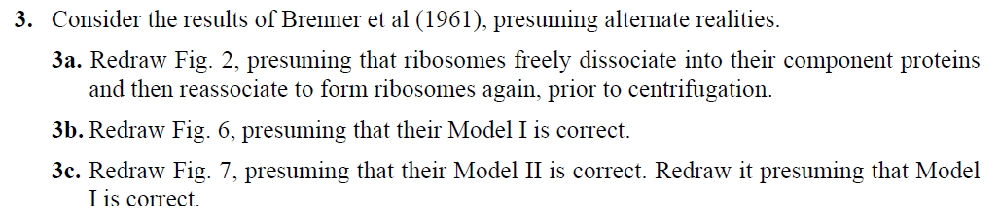 3. Consider the results of Brenner et al (1961), presuming alternate realities.
3a. Redraw Fig. 2, presuming that ribosomes freely dissociate into their component proteins
and then reassociate to form ribosomes again, prior to centrifugation.
3b. Redraw Fig. 6, presuming that their Model I is correct.
3c. Redraw Fig. 7, presuming that their Model II is correct. Redraw it presuming that Model
I is correct.